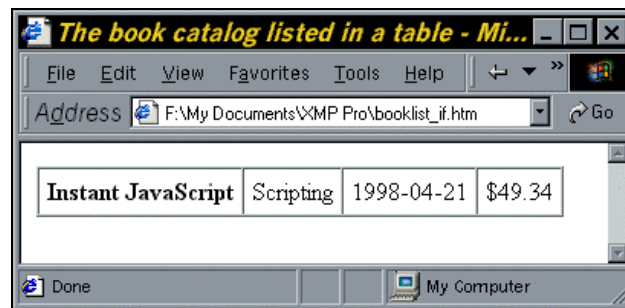 The book catalog listed in a table - Mi...
File Edit View Favorites Tools Help »
Address F:\My Documents\XMP Pro\booklist_if.htm Go
Instant JavaScript Scripting 1998-04-21 $49.34
Done My Computer